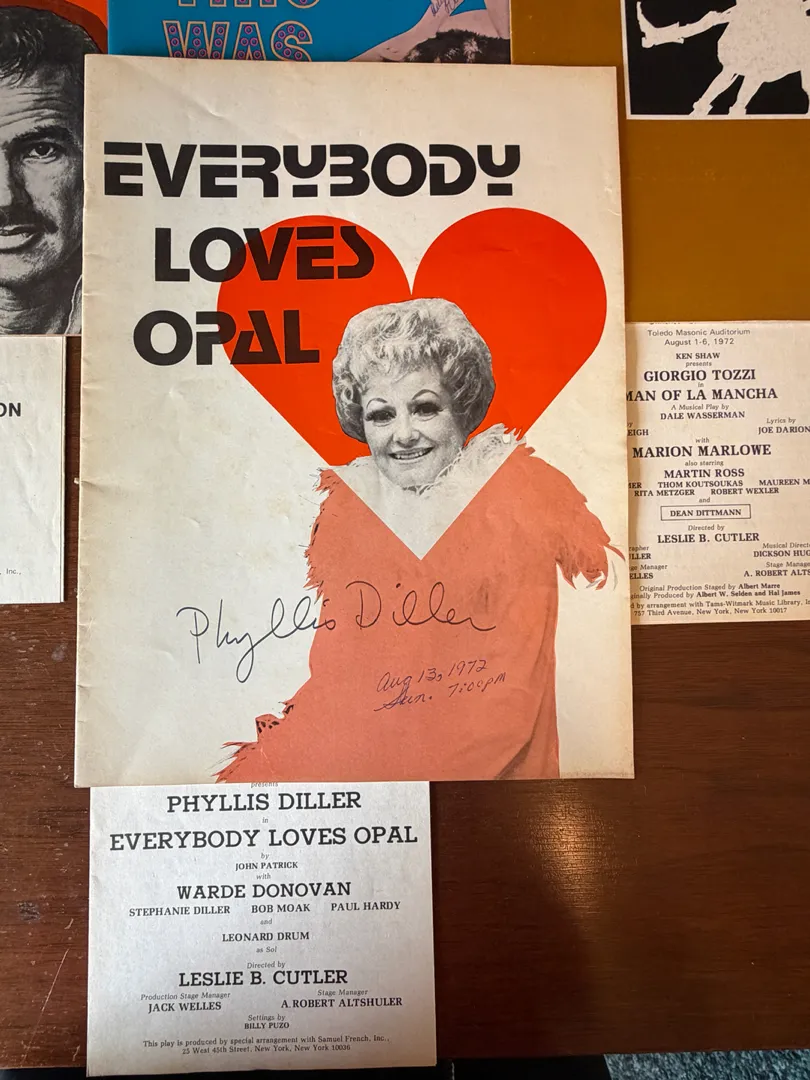 WAS
EVERYBODY
LOVES
OPAL
Phyllis Diller
Aug 13, 1972
Sun. 7:00pm
presents
PHYLLIS DILLER
in
EVERYBODY LOVES OPAL
by
JOHN PATRICK
with
WARDE DONOVAN
STEPHANIE DILLER BOB MOAK PAUL HARDY
and
LEONARD DRUM
as Sol
Directed by
LESLIE B. CUTLER
Production Stage Manager Stage Manager
JACK WELLES A. ROBERT ALTSHULER
Settings by
BILLY PUZO
This play is produced by special arrangement with Samuel French, Inc.,
25 West 45th Street, New York, New York 10036
ON
Inc.,
Toledo Masonic Auditorium
August 1-6, 1972
KEN SHAW
presents
GIORGIO TOZZI
in
MAN OF LA MANCHA
A Musical Play by
DALE WASSERMAN
Lyrics by
EIGH JOE DARION
with
MARION MARLOWE
also starring
MARTIN ROSS
THOM KOUTSOUKAS MAUREEN
RITA METZGER ROBERT WEXLER
and
DEAN DITTMANN
Directed by
LESLIE B. CUTLER
Musical
DICKSON
Stage
ELLES A. ROBERT
Original Production Staged by Albert Marre
Produced by Albert W. Selden and Hal James
by arrangement with Tams-Witmark Music Library,
757 Third Avenue, New York, New York 10017